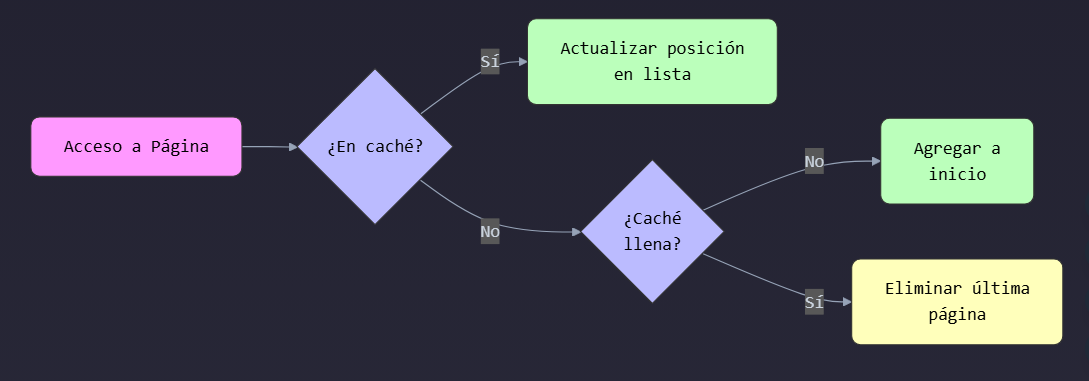 Acceso a Página
¿En caché?
Sí
Actualizar posición
en lista
No
¿Caché
llena?
No
Agregar a
inicio
Sí
Eliminar última
página